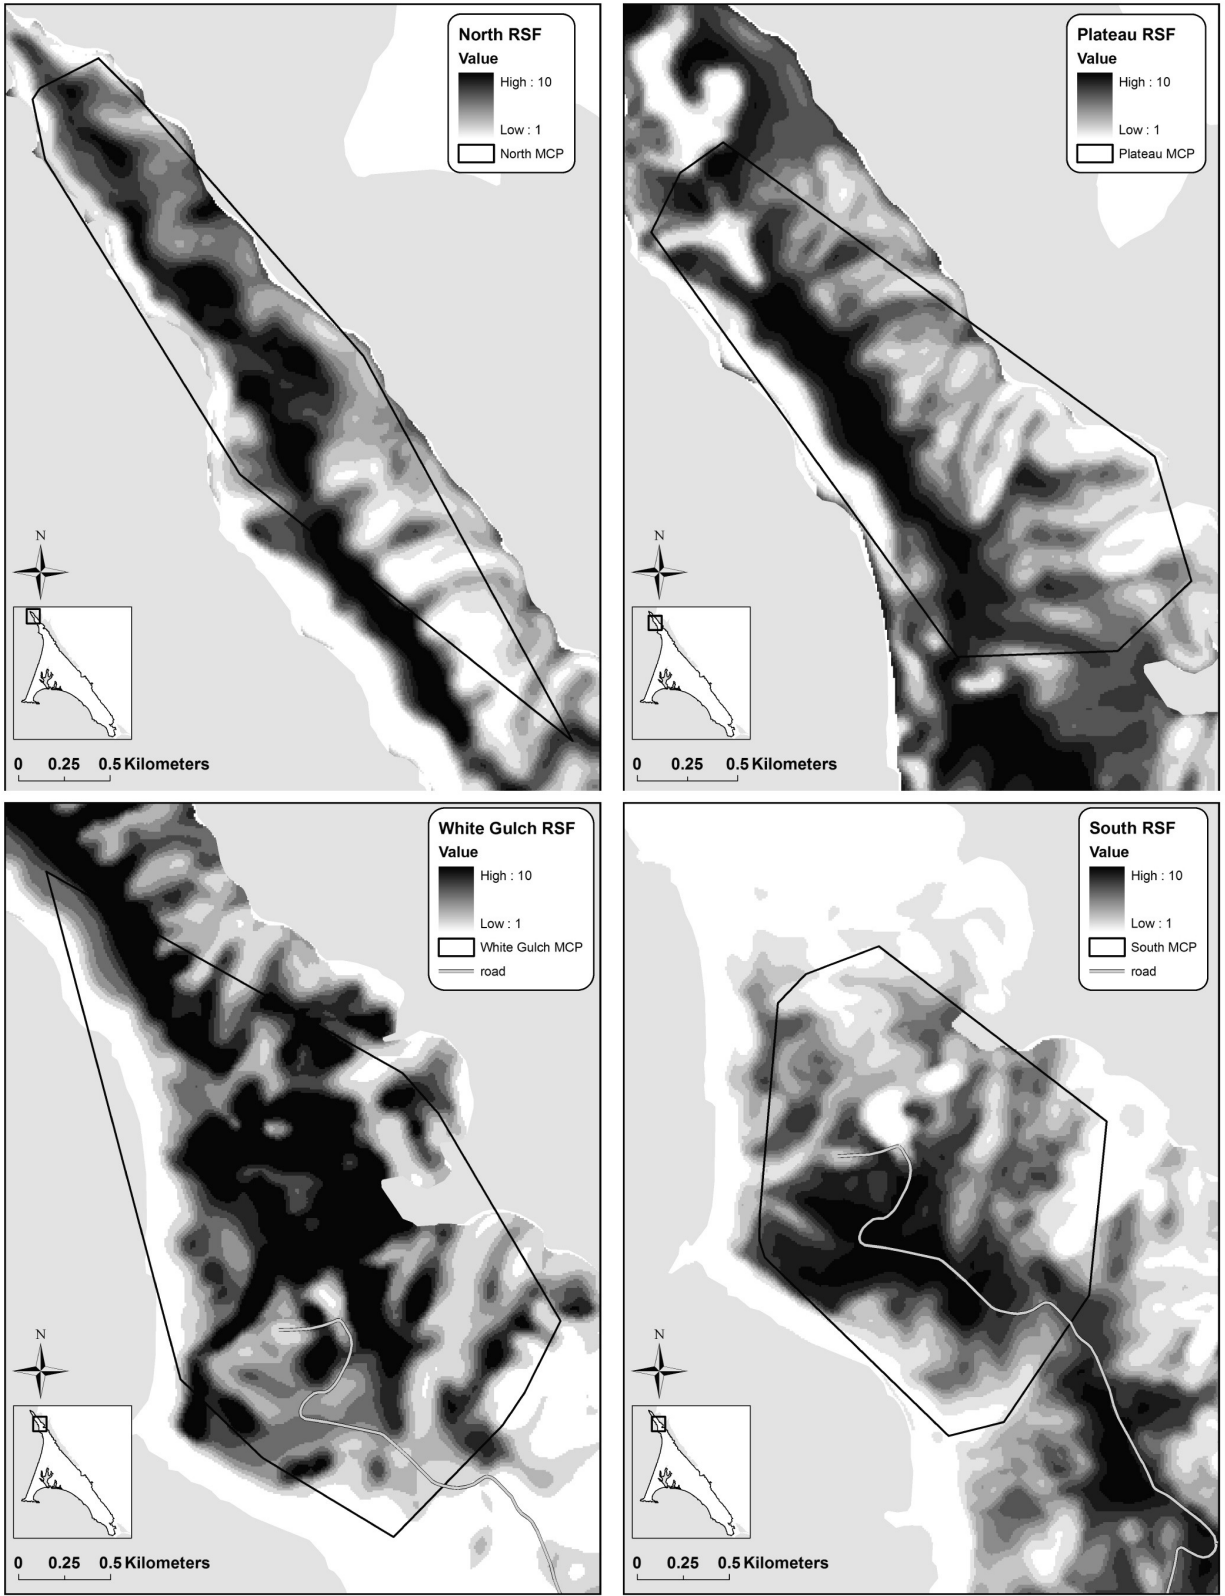 North RSF
Value
High : 10
Low : 1
North MCP
N
0 0.25 0.5 Kilometers
Plateau RSF
Value
High : 10
Low : 1
Plateau MCP
N
0 0.25 0.5 Kilometers
White Gulch RSF
Value
High : 10
Low : 1
White Gulch MCP
road
N
0 0.25 0.5 Kilometers
South RSF
Value
High : 10
Low : 1
South MCP
road
N
0 0.25 0.5 Kilometers